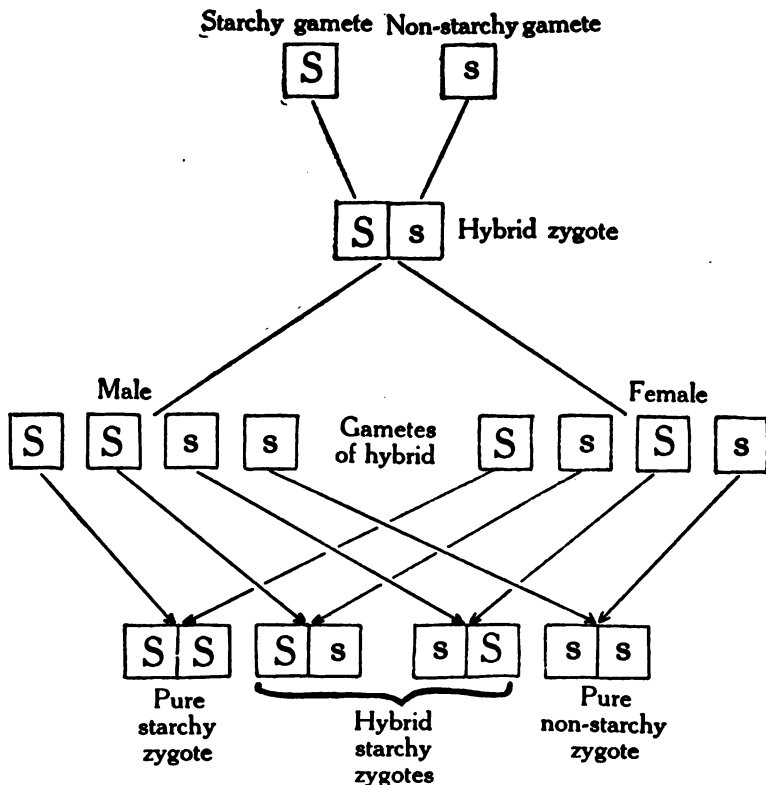 Starchy gamete Non-starchy gamete
S s
S s Hybrid zygote
Male Female
S S s s Gametes of hybrid S s S s
S S S s s S s s
Pure starchy zygote
Hybrid starchy zygotes
Pure non-starchy zygote